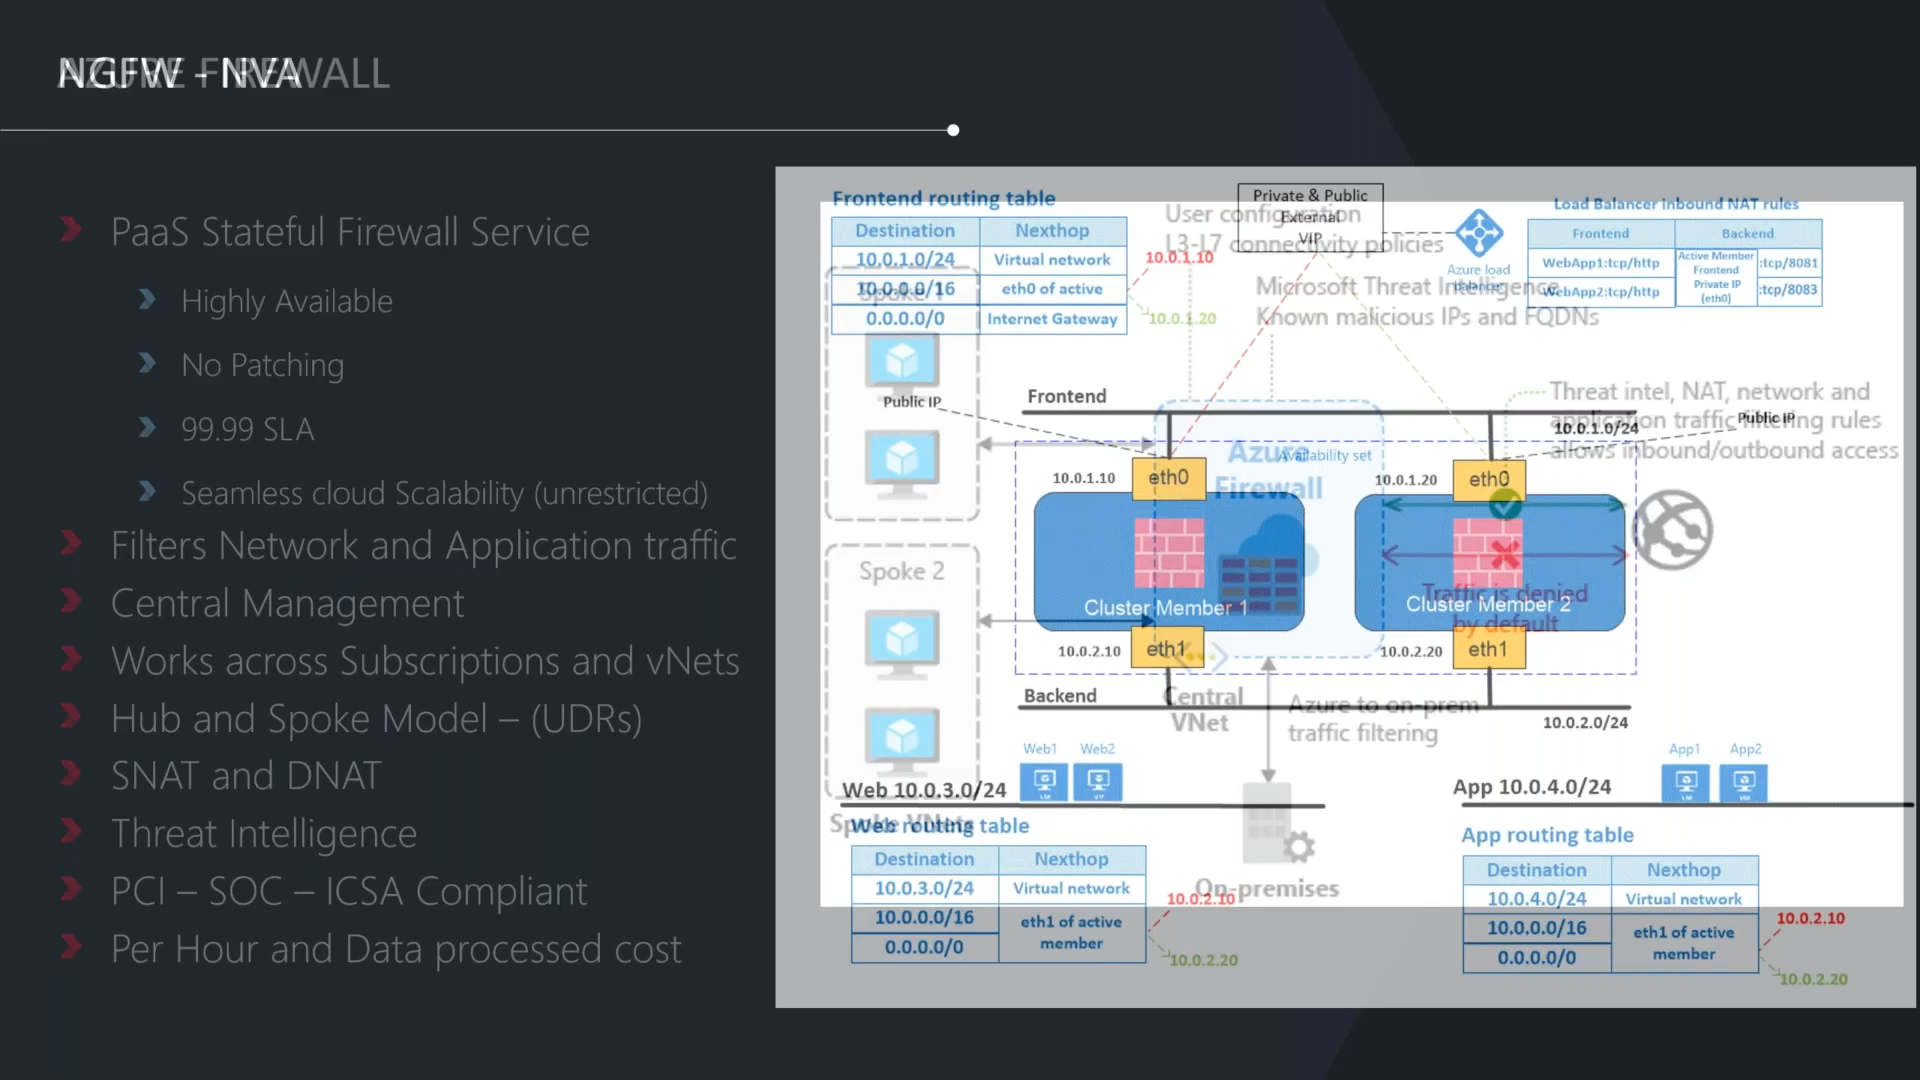 NGFW - NVA
AZURE FIREWALL
PaaS Stateful Firewall Service
Highly Available
No Patching
99.99 SLA
Seamless cloud Scalability (unrestricted)
Filters Network and Application traffic
Central Management
Works across Subscriptions and vNets
Hub and Spoke Model – (UDRs)
SNAT and DNAT
Threat Intelligence
PCI – SOC – ICSA Compliant
Per Hour and Data processed cost
Frontend routing table
Destination Nexthop
10.0.1.0/24 Virtual network
10.0.0.0/16 eth0 of active
0.0.0.0/0 Internet Gateway
10.0.1.10
10.0.1.20
Private & Public
External
VIP
Azure load
balancer
Load Balancer inbound NAT rules
Frontend Backend
WebApp1:tcp/http
WebApp2:tcp/http
Active Member
Frontend
Private IP
(eth0)
:tcp/8081
:tcp/8083
User configuration
L3-L7 connectivity policies
Microsoft Threat Intelligence
Known malicious IPs and FQDNs
Threat intel, NAT, network and
application traffic filtering rules
allows inbound/outbound access
Spoke 1
Public IP
Frontend
10.0.1.0/24
Public IP
Azure
Firewall
Availability set
10.0.1.10
eth0
10.0.1.20
eth0
Spoke 2
Cluster Member 1
Cluster Member 2
Traffic is denied
by default
10.0.2.10
eth1
10.0.2.20
eth1
Backend
10.0.2.0/24
Central
VNet
Azure to on-prem
traffic filtering
Web1 Web2
Web 10.0.3.0/24
App1 App2
App 10.0.4.0/24
Spoke VNets
Web routing table
Destination Nexthop
10.0.3.0/24 Virtual network
10.0.0.0/16 eth1 of active
0.0.0.0/0 member
10.0.2.10
10.0.2.20
On-premises
App routing table
Destination Nexthop
10.0.4.0/24 Virtual network
10.0.0.0/16 eth1 of active
0.0.0.0/0 member
10.0.2.10
10.0.2.20